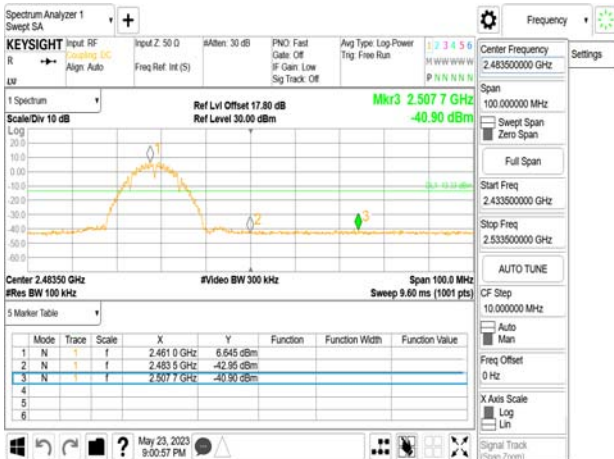 Spectrum Analyzer 1
Swept SA
Frequency
KEYSIGHT
Input: RF
Coupling: DC
Align: Auto
Input Z: 50 Ω
Freq Ref: Int (S)
#Atten: 30 dB
PNO: Fast
Gate: Off
IF Gain: Low
Sig Track: Off
Avg Type: Log-Power
Trig: Free Run
1 2 3 4 5 6
M W W W W W
P N N N N N
R
1 Spectrum
Scale/Div 10 dB
Ref Lvl Offset 17.80 dB
Ref Level 30.00 dBm
Mkr3 2.507 7 GHz
-40.90 dBm
Log
20.0
10.0
0.00
-10.0
-20.0
-30.0
-40.0
-50.0
-60.0
1
2
3
Center 2.48350 GHz
#Res BW 100 kHz
#Video BW 300 kHz
Span 100.0 MHz
Sweep 9.60 ms (1001 pts)
5 Marker Table
Mode Trace Scale X Y Function Function Width Function Value
1 N 1 f 2.461 0 GHz 6.645 dBm
2 N 1 f 2.483 5 GHz -42.95 dBm
3 N 1 f 2.507 7 GHz -40.90 dBm
4
5
6
May 23, 2023
9:00:57 PM
Center Frequency
2.483500000 GHz
Settings
Span
100.000000 MHz
Swept Span
Zero Span
Full Span
Start Freq
2.433500000 GHz
Stop Freq
2.533500000 GHz
AUTO TUNE
CF Step
10.000000 MHz
Auto
Man
Freq Offset
0 Hz
X Axis Scale
Log
Lin
Signal Track
(Span Zoom)